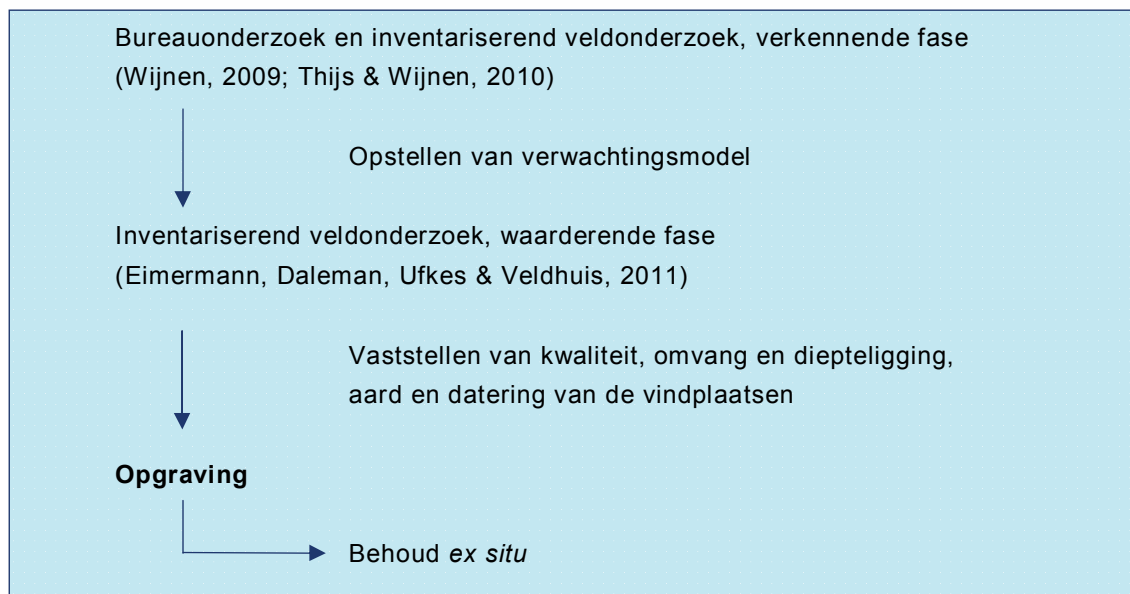 Bureauonderzoek en inventariserend veldonderzoek, verkennende fase
(Wijnen, 2009; Thijs & Wijnen, 2010)
Opstellen van verwachtingsmodel
Inventariserend veldonderzoek, waarderende fase
(Eimermann, Daleman, Ufkes & Veldhuis, 2011)
Vaststellen van kwaliteit, omvang en diepteligging,
aard en datering van de vindplaatsen
Opgraving
Behoud ex situ